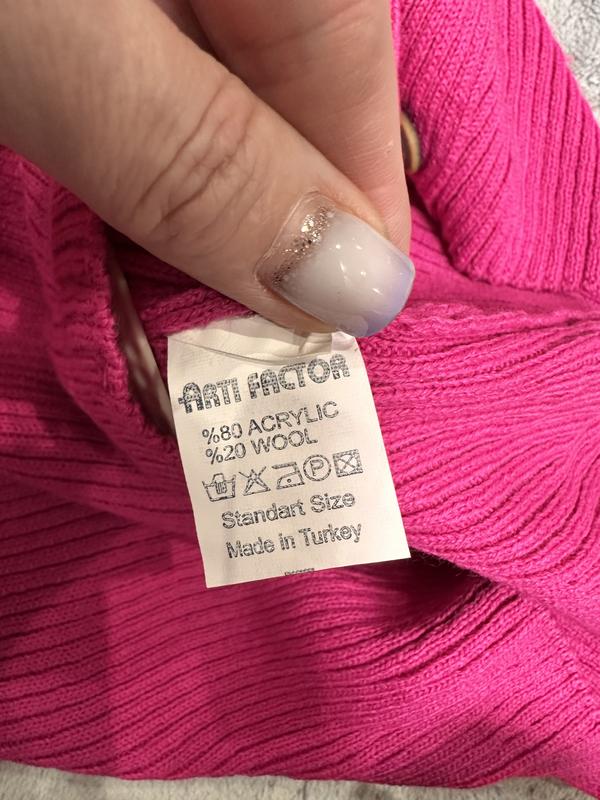 ARTI FACTOR
%80 ACRYLIC
%20 WOOL
P
Standart Size
Made in Turkey